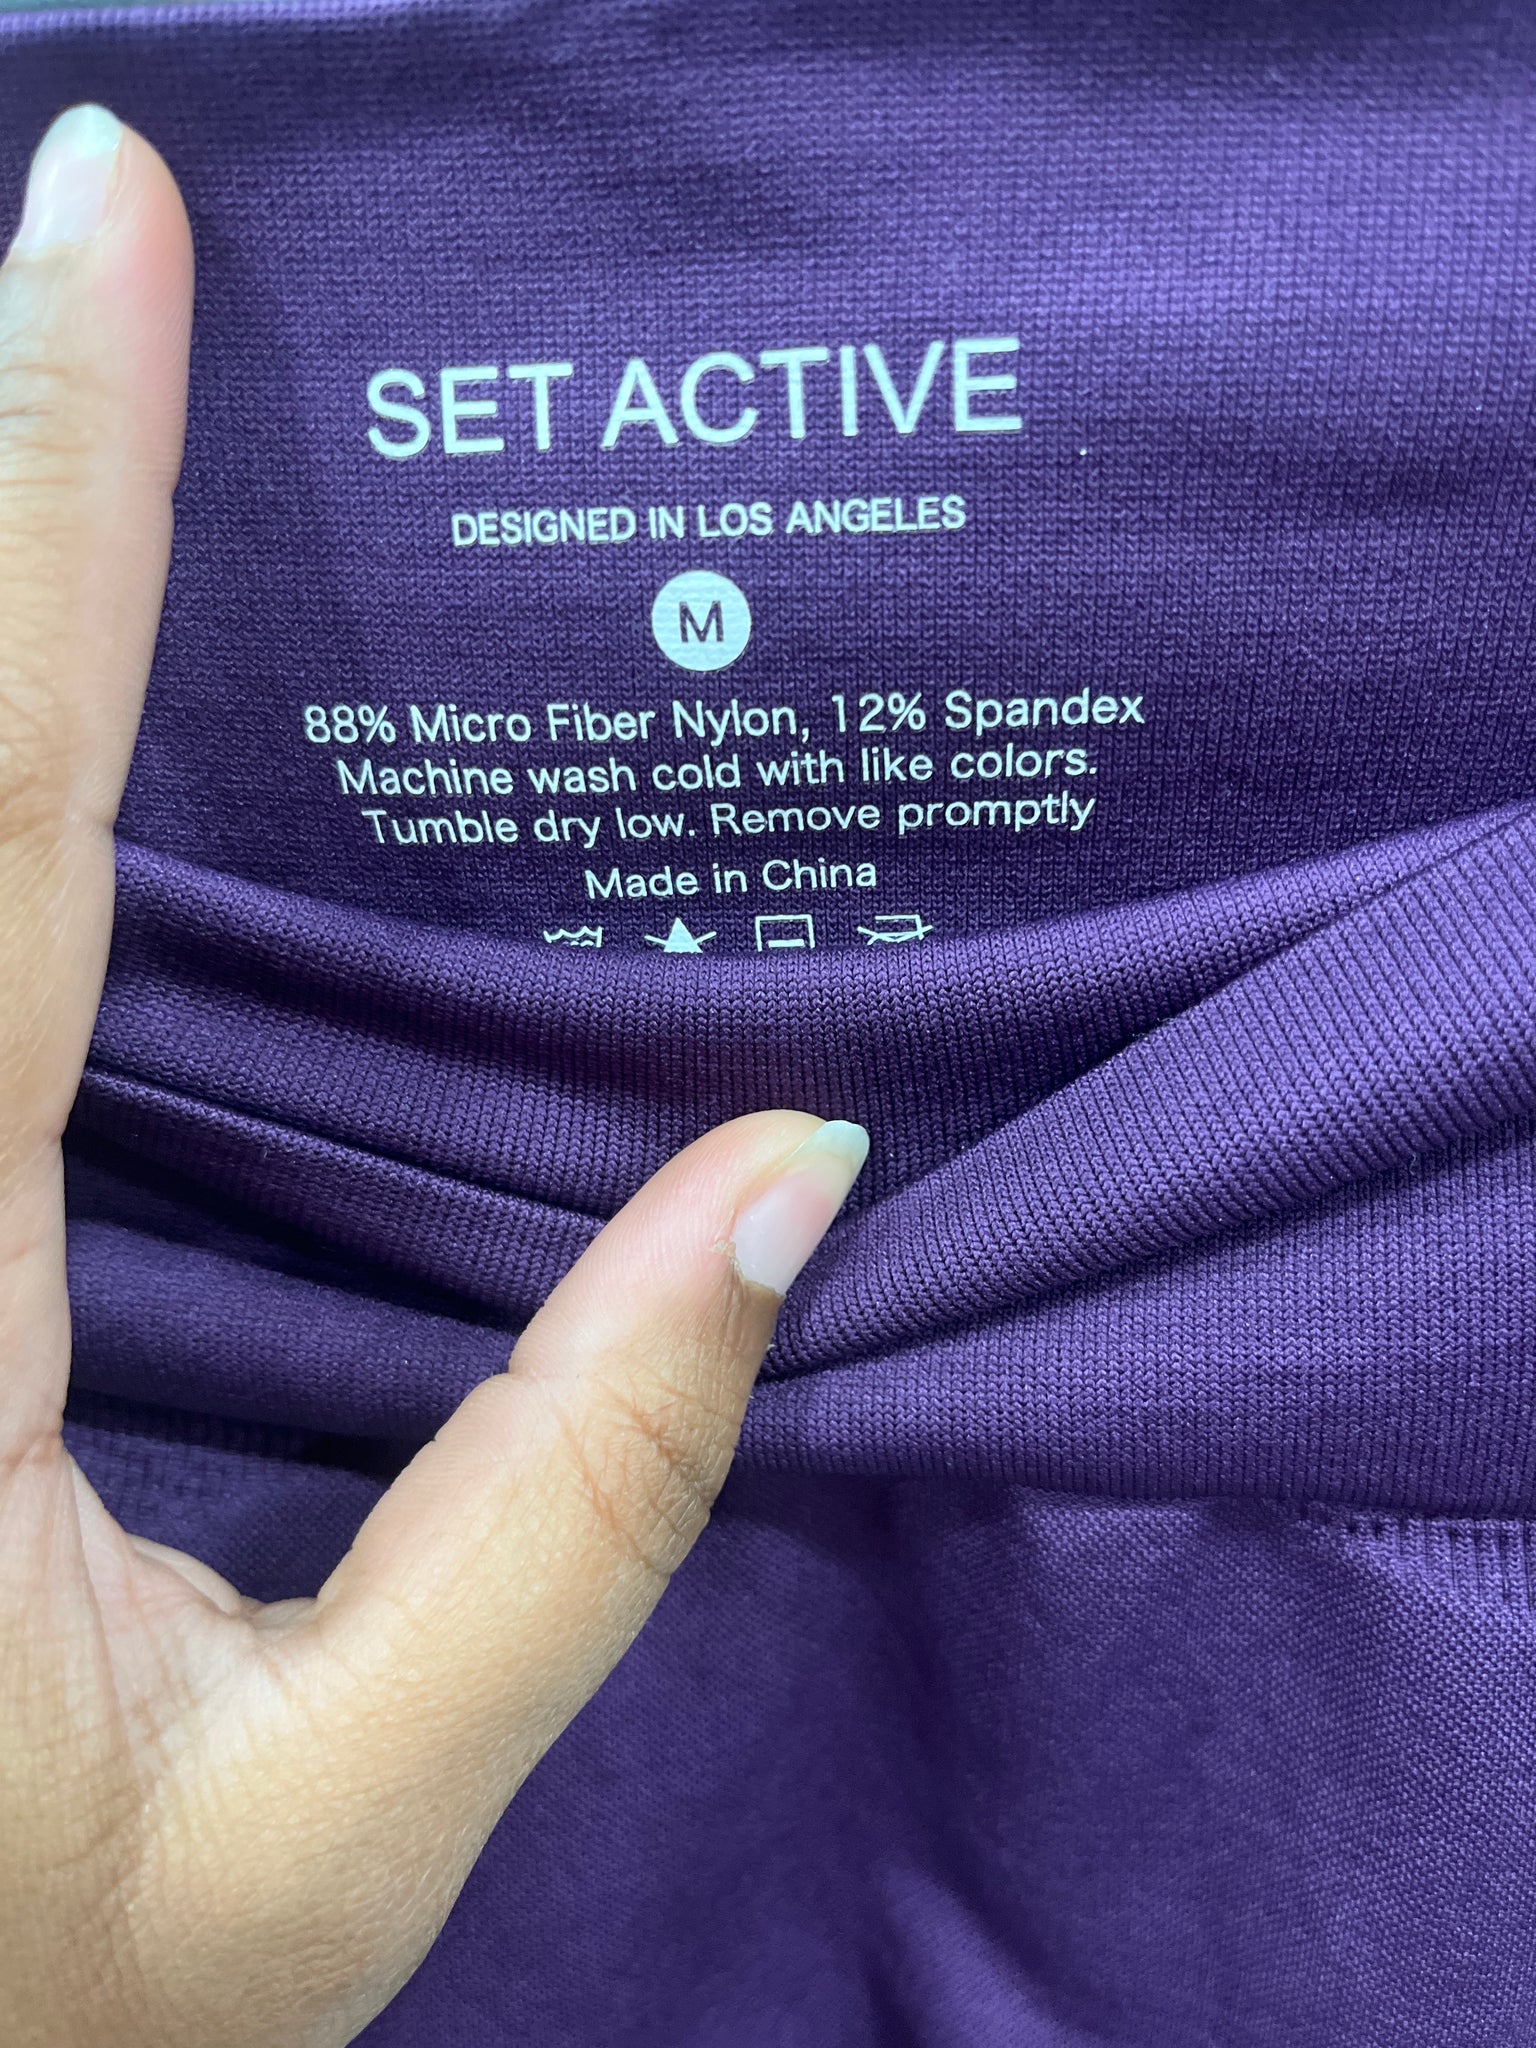 SET ACTIVE
DESIGNED IN LOS ANGELES
M
88% Micro Fiber Nylon, 12% Spandex
Machine wash cold with like colors.
Tumble dry low. Remove promptly
Made in China